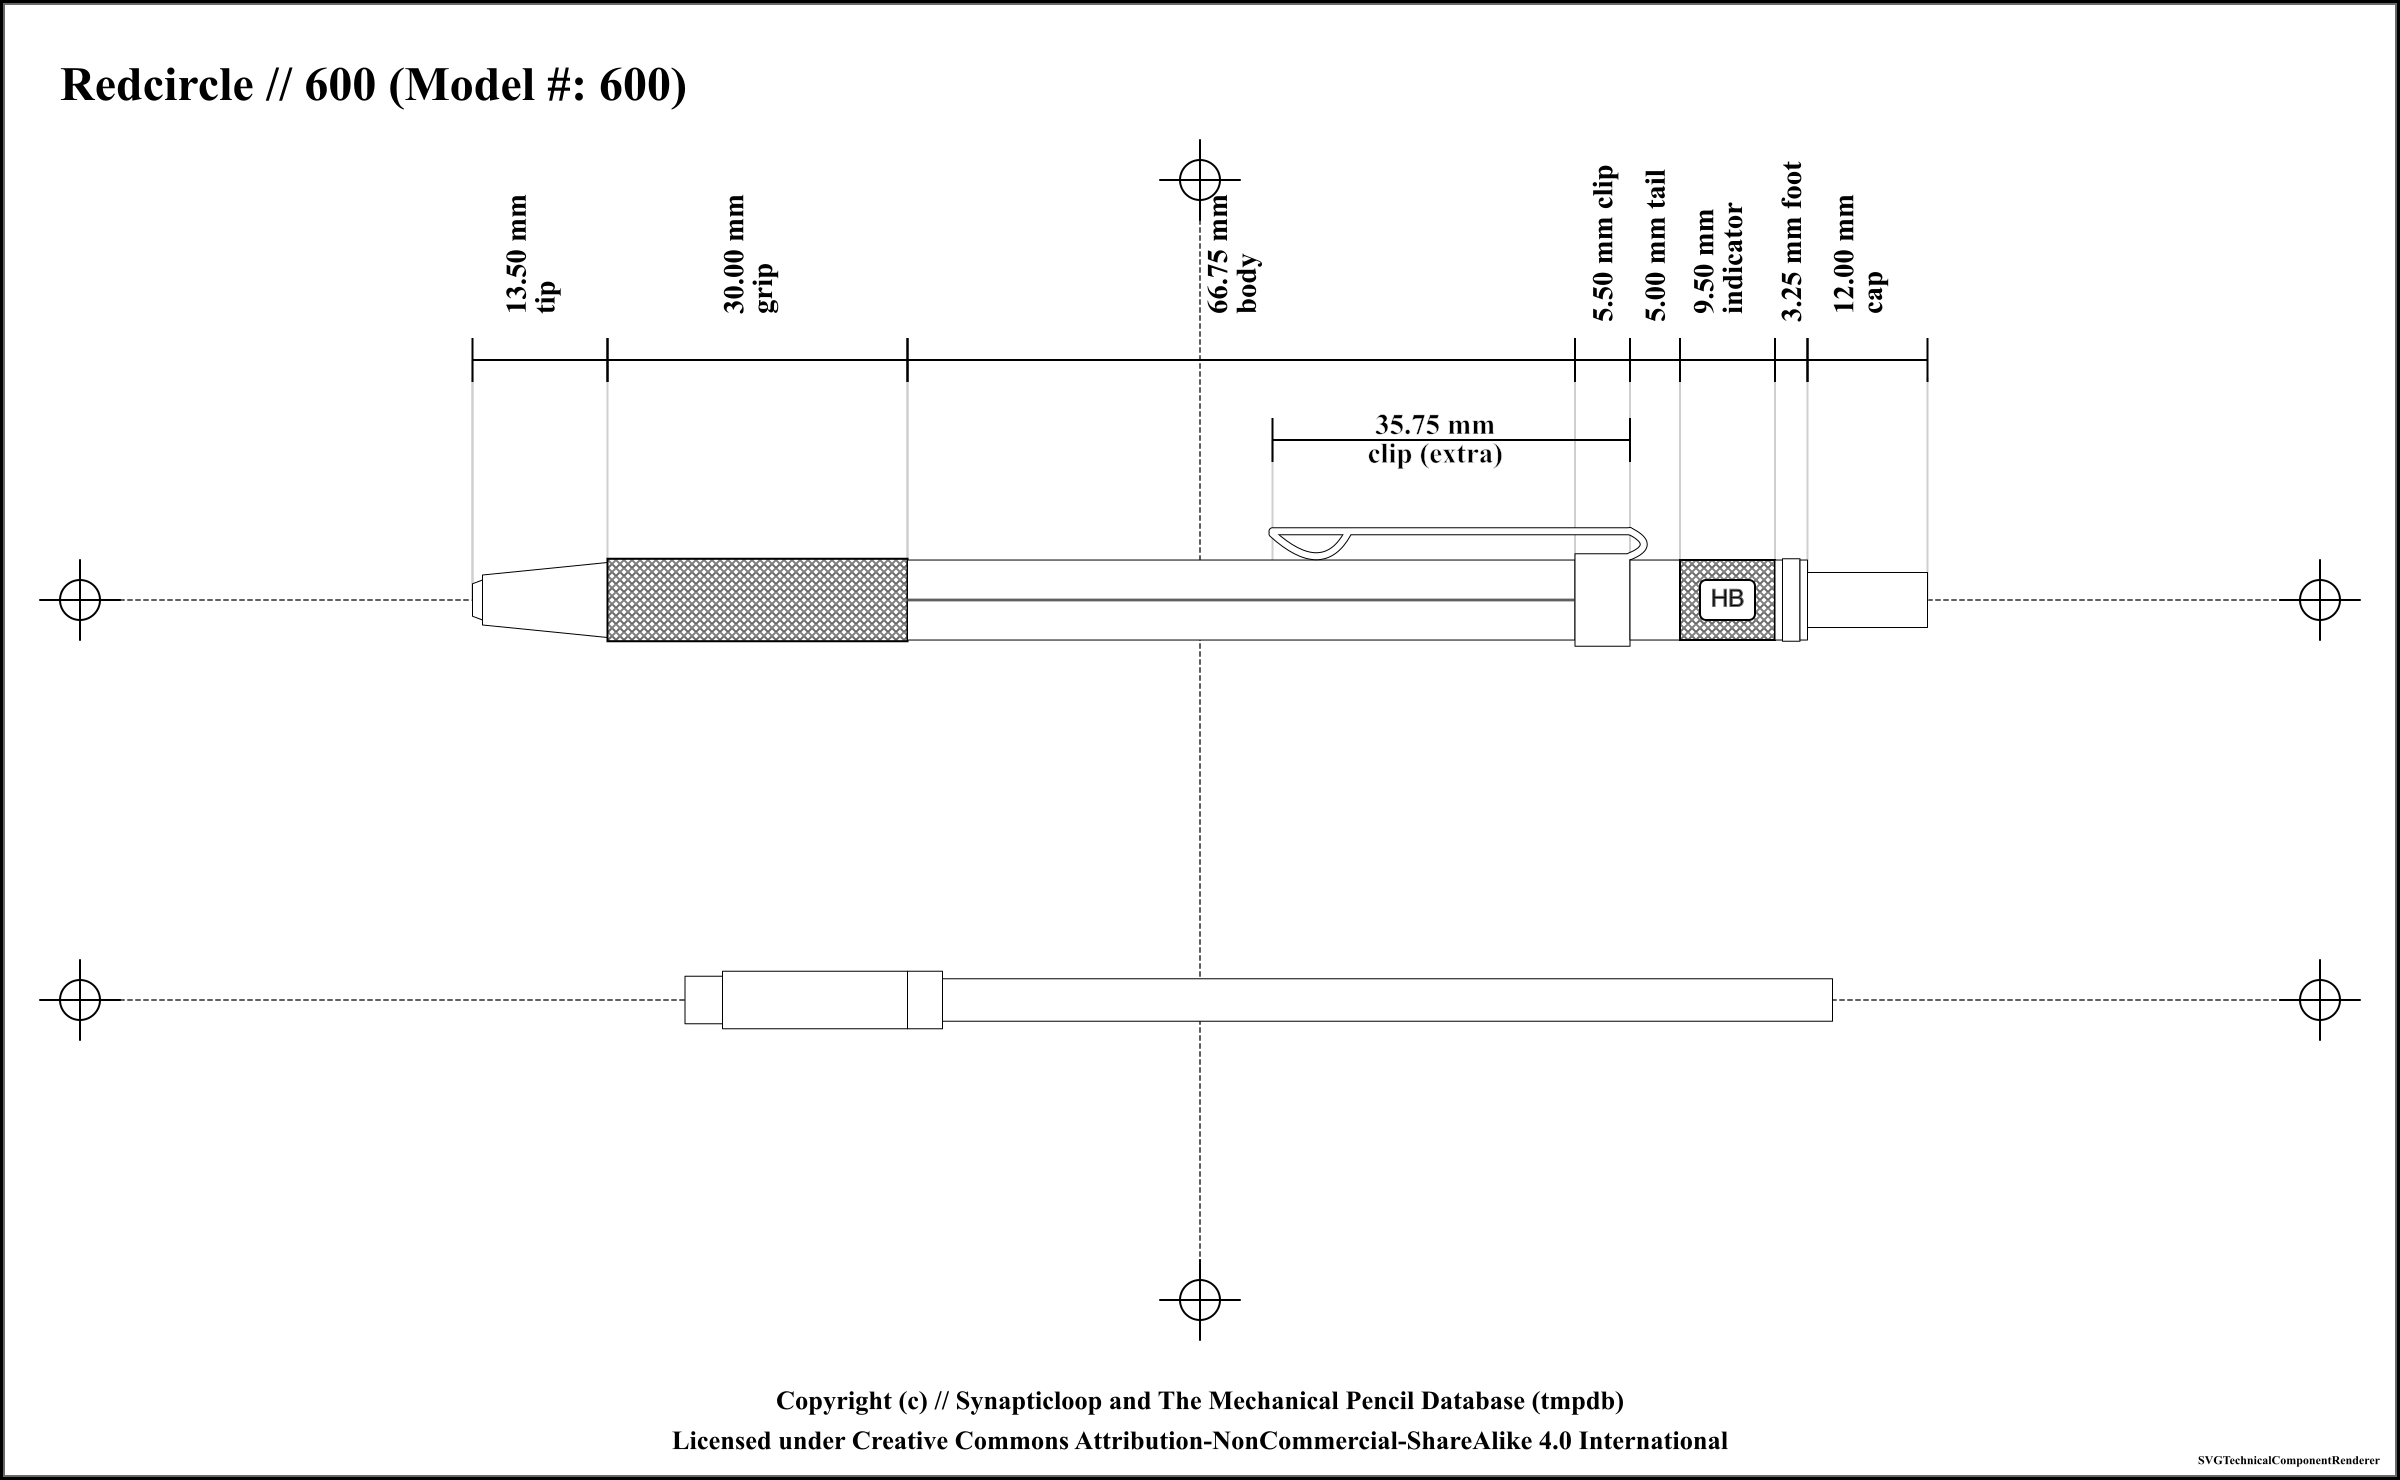 Redcircle // 600 (Model #: 600)
13.50 mm
tip
30.00 mm
grip
66.75 mm
body
5.50 mm clip
5.00 mm tail
9.50 mm
indicator
3.25 mm foot
12.00 mm
cap
35.75 mm
clip (extra)
HB
Copyright (c) // Synapticloop and The Mechanical Pencil Database (tmpdb)
Licensed under Creative Commons Attribution-NonCommercial-ShareAlike 4.0 International
SVGTechnicalComponentRenderer